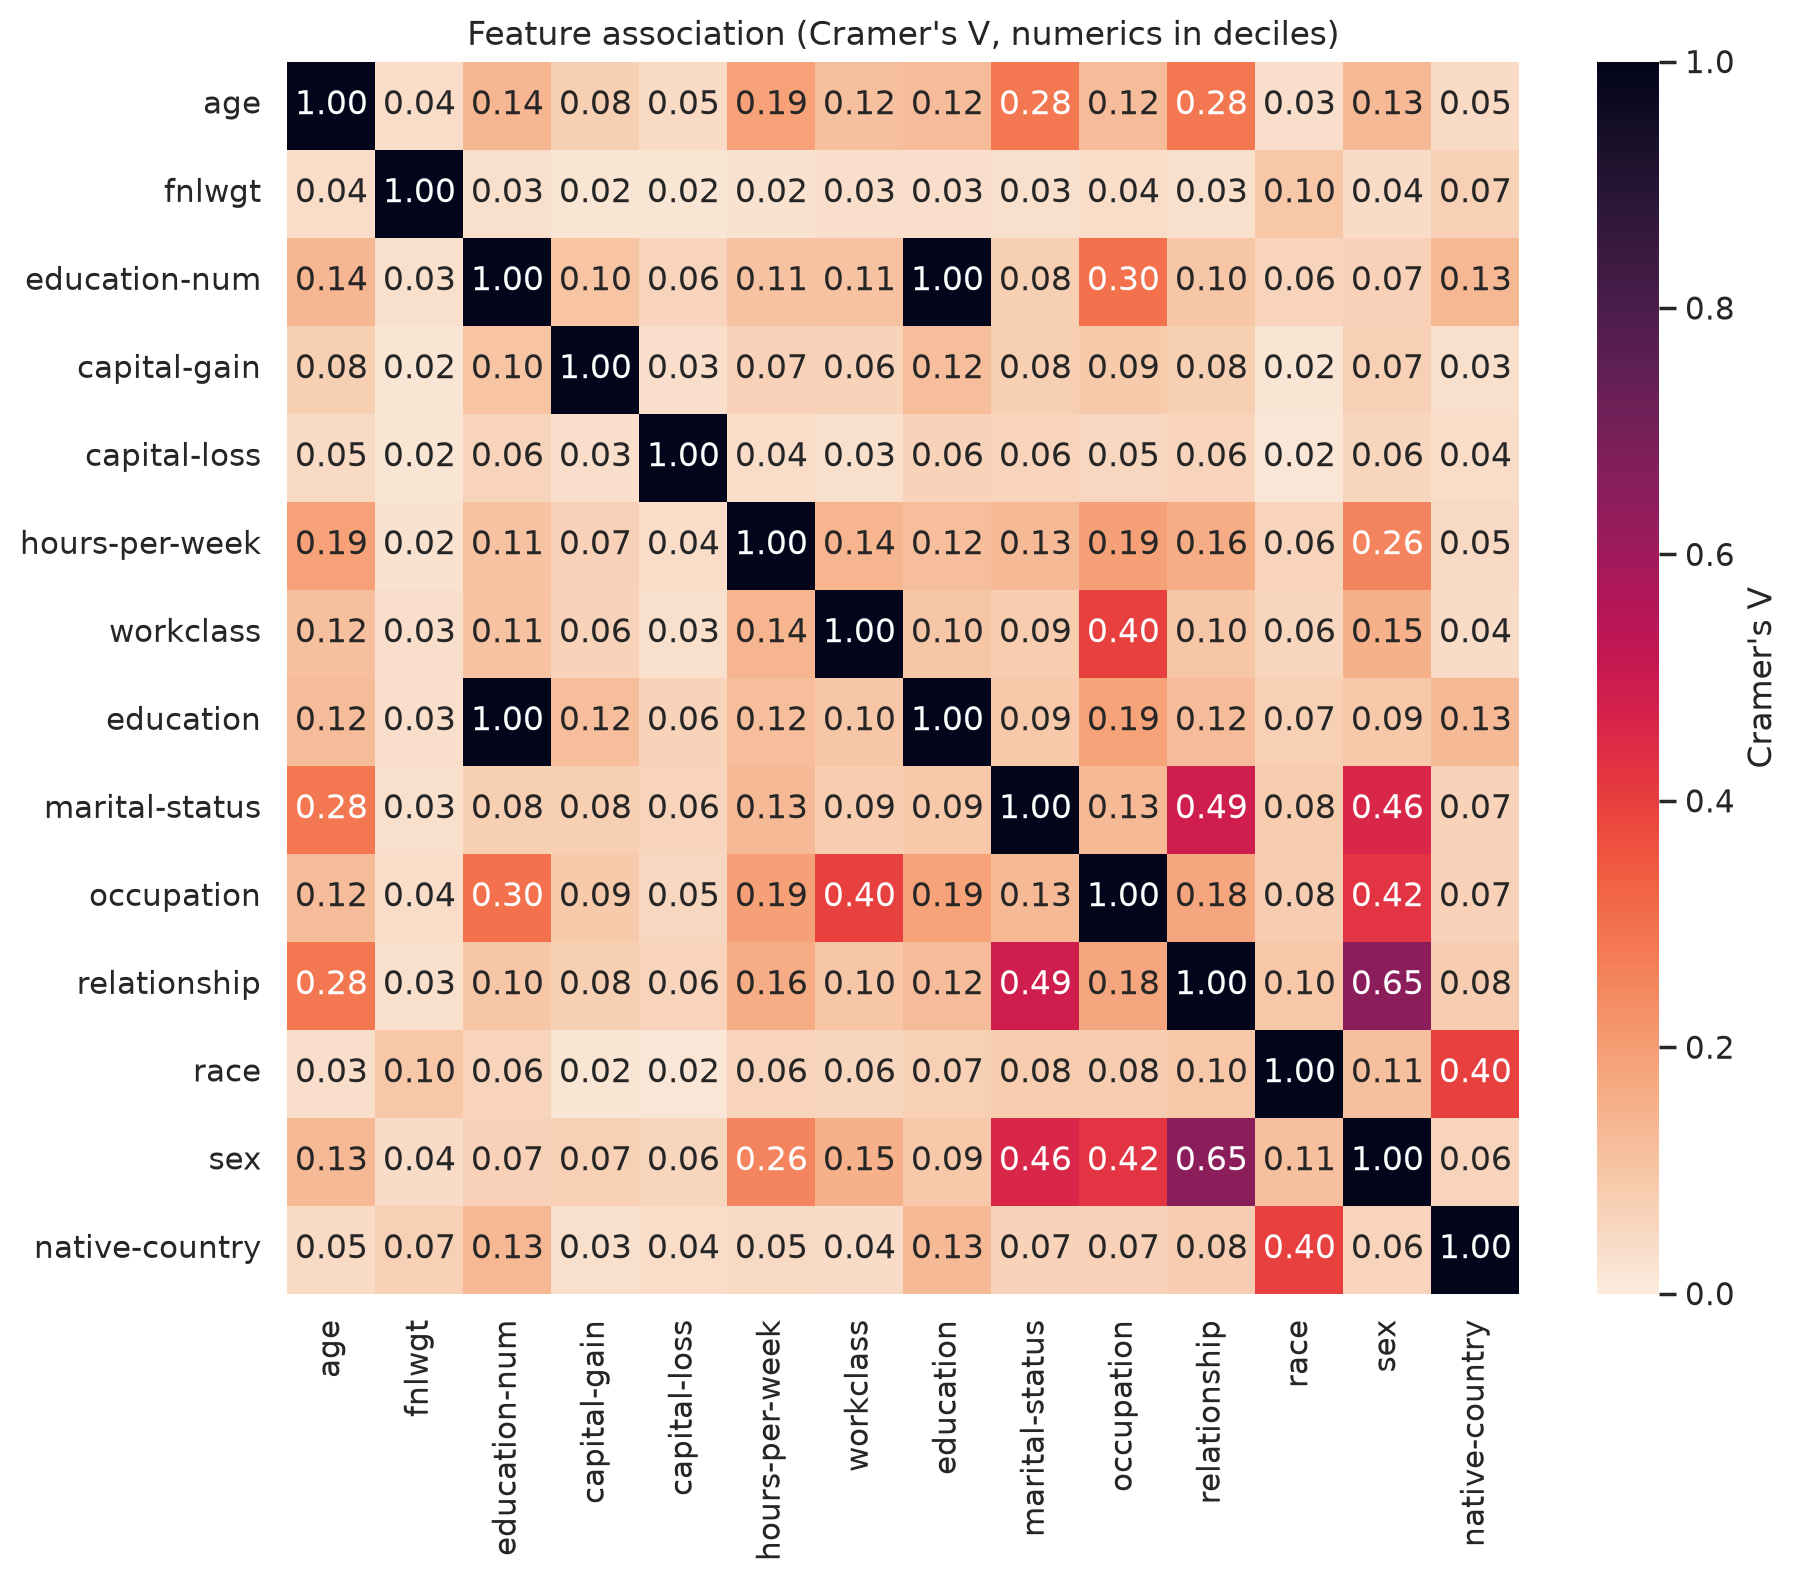 Feature association (Cramer's V, numerics in deciles)
age 1.00 0.04 0.14 0.08 0.05 0.19 0.12 0.12 0.28 0.12 0.28 0.03 0.13 0.05
fnlwgt 0.04 1.00 0.03 0.02 0.02 0.02 0.03 0.03 0.03 0.04 0.03 0.10 0.04 0.07
education-num 0.14 0.03 1.00 0.10 0.06 0.11 0.11 1.00 0.08 0.30 0.10 0.06 0.07 0.13
capital-gain 0.08 0.02 0.10 1.00 0.03 0.07 0.06 0.12 0.08 0.09 0.08 0.02 0.07 0.03
capital-loss 0.05 0.02 0.06 0.03 1.00 0.04 0.03 0.06 0.06 0.05 0.06 0.02 0.06 0.04
hours-per-week 0.19 0.02 0.11 0.07 0.04 1.00 0.14 0.12 0.13 0.19 0.16 0.06 0.26 0.05
workclass 0.12 0.03 0.11 0.06 0.03 0.14 1.00 0.10 0.09 0.40 0.10 0.06 0.15 0.04
education 0.12 0.03 1.00 0.12 0.06 0.12 0.10 1.00 0.09 0.19 0.12 0.07 0.09 0.13
marital-status 0.28 0.03 0.08 0.08 0.06 0.13 0.09 0.09 1.00 0.13 0.49 0.08 0.46 0.07
occupation 0.12 0.04 0.30 0.09 0.05 0.19 0.40 0.19 0.13 1.00 0.18 0.08 0.42 0.07
relationship 0.28 0.03 0.10 0.08 0.06 0.16 0.10 0.12 0.49 0.18 1.00 0.10 0.65 0.08
race 0.03 0.10 0.06 0.02 0.02 0.06 0.06 0.07 0.08 0.08 0.10 1.00 0.11 0.40
sex 0.13 0.04 0.07 0.07 0.06 0.26 0.15 0.09 0.46 0.42 0.65 0.11 1.00 0.06
native-country 0.05 0.07 0.13 0.03 0.04 0.05 0.04 0.13 0.07 0.07 0.08 0.40 0.06 1.00
age
fnlwgt
education-num
capital-gain
capital-loss
hours-per-week
workclass
education
marital-status
occupation
relationship
race
sex
native-country
1.0
0.8
0.6
0.4
0.2
0.0
Cramer's V